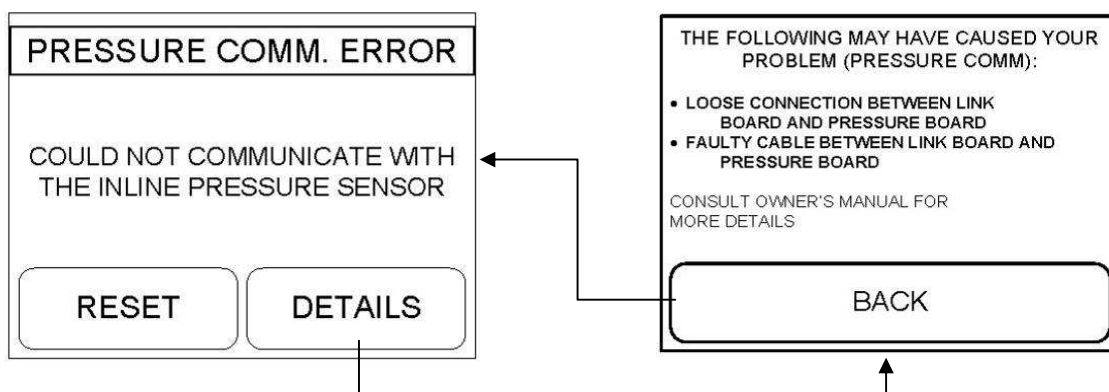 PRESSURE COMM. ERROR
COULD NOT COMMUNICATE WITH
THE INLINE PRESSURE SENSOR
RESET
DETAILS
THE FOLLOWING MAY HAVE CAUSED YOUR
PROBLEM (PRESSURE COMM):
• LOOSE CONNECTION BETWEEN LINK
BOARD AND PRESSURE BOARD
• FAULTY CABLE BETWEEN LINK BOARD AND
PRESSURE BOARD
CONSULT OWNER'S MANUAL FOR
MORE DETAILS
BACK